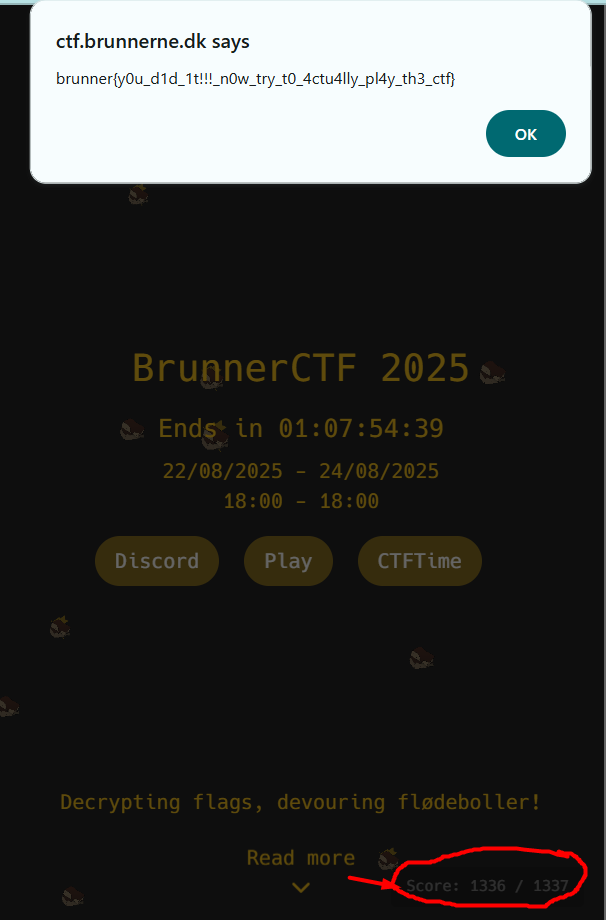 ctf.brunnerne.dk says
brunner{y0u_d1d_1t!!!_n0w_try_t0_4ctu4lly_pl4y_th3_ctf}
OK
BrunnerCTF 2025
Ends in 01:07:54:39
22/08/2025 – 24/08/2025
18:00 – 18:00
Discord Play CTFTime
Decrypting flags, devouring flødeboller!
Read more
Score: 1336 / 1337